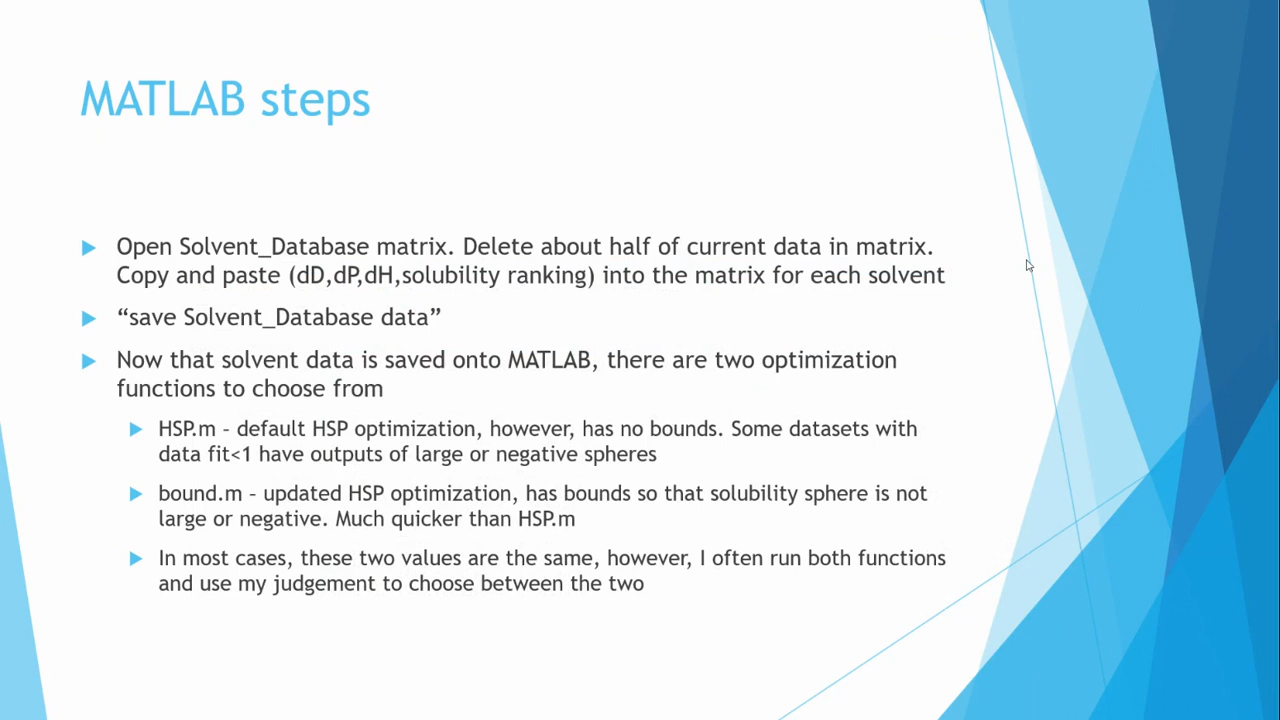 MATLAB steps
Open Solvent_Database matrix. Delete about half of current data in matrix.
Copy and paste (dD,dP,dH,solubility ranking) into the matrix for each solvent
“save Solvent_Database data”
Now that solvent data is saved onto MATLAB, there are two optimization
functions to choose from
HSP.m – default HSP optimization, however, has no bounds. Some datasets with
data fit<1 have outputs of large or negative spheres
bound.m – updated HSP optimization, has bounds so that solubility sphere is not
large or negative. Much quicker than HSP.m
In most cases, these two values are the same, however, I often run both functions
and use my judgement to choose between the two